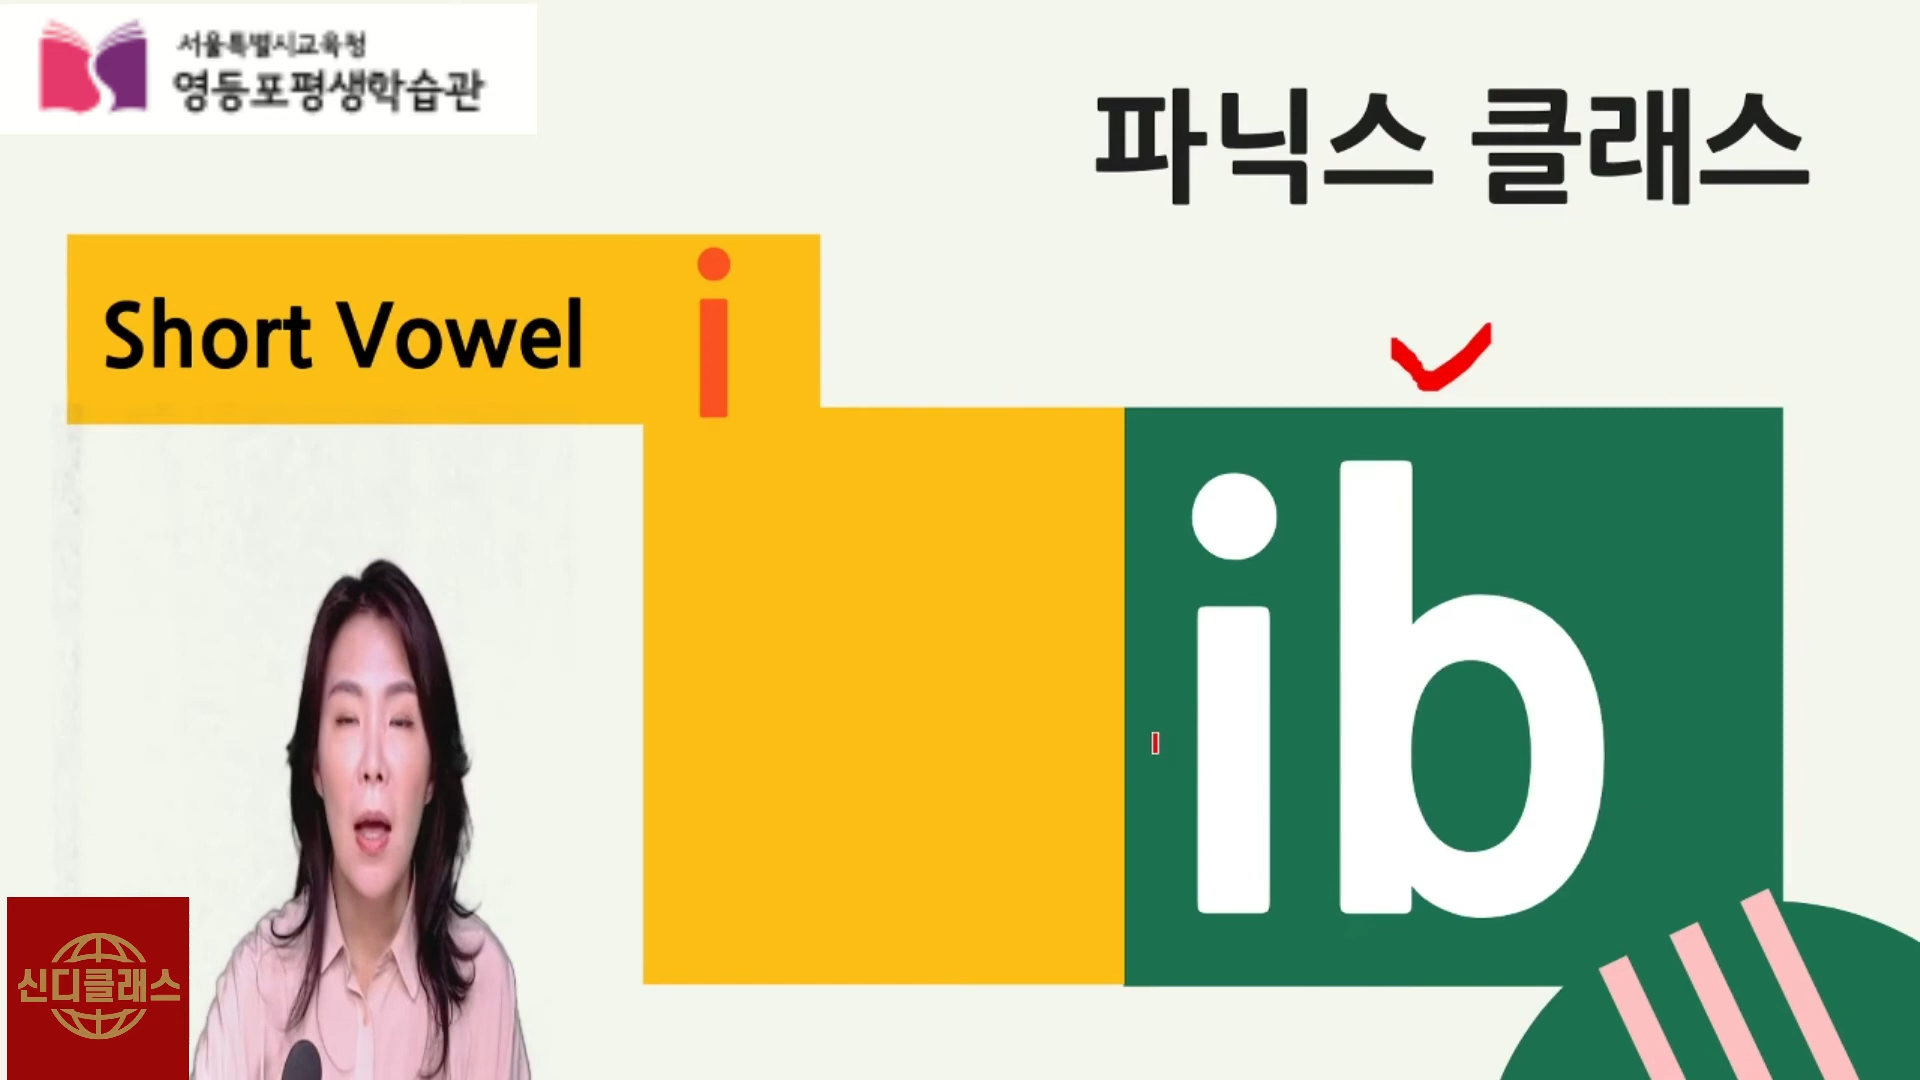 서울특별시교육청
영등포평생학습관
파닉스 클래스
Short Vowel i
ib
신디클래스